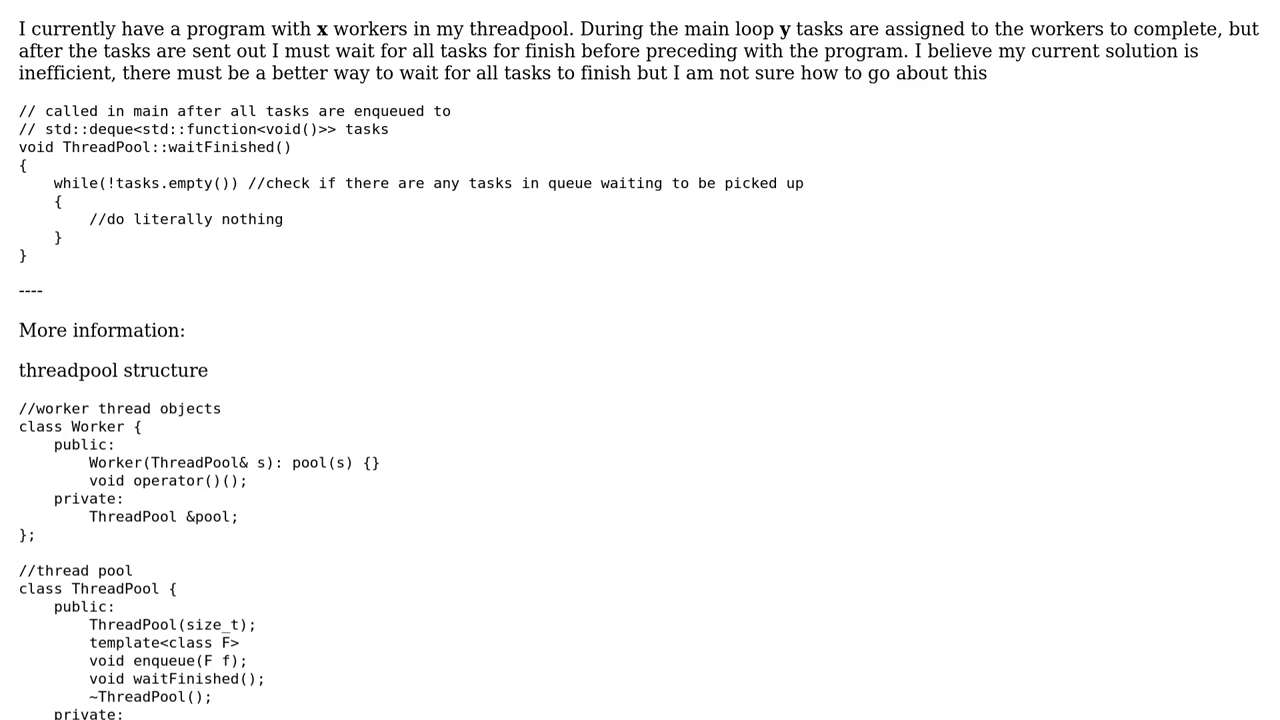 I currently have a program with x workers in my threadpool. During the main loop y tasks are assigned to the workers to complete, but
after the tasks are sent out I must wait for all tasks for finish before preceding with the program. I believe my current solution is
inefficient, there must be a better way to wait for all tasks to finish but I am not sure how to go about this
// called in main after all tasks are enqueued to
// std::deque<std::function<void()>> tasks
void ThreadPool::waitFinished()
{
    while(!tasks.empty()) //check if there are any tasks in queue waiting to be picked up
    {
        //do literally nothing
    }
}
----
More information:
threadpool structure
//worker thread objects
class Worker {
    public:
        Worker(ThreadPool& s): pool(s) {}
        void operator()();
    private:
        ThreadPool &pool;
};
//thread pool
class ThreadPool {
    public:
        ThreadPool(size_t);
        template<class F>
        void enqueue(F f);
        void waitFinished();
        ~ThreadPool();
    private: